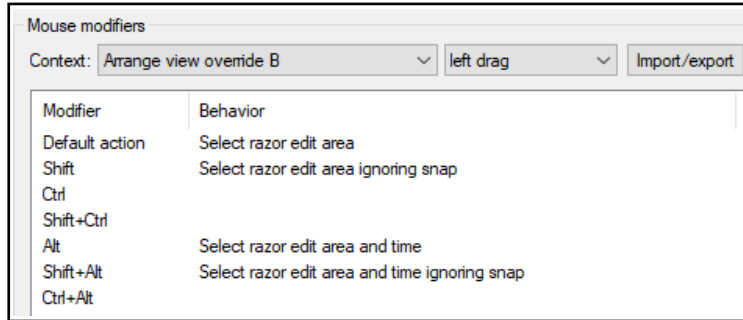 Mouse modifiers
Context: Arrange view override B left drag Import/export
Modifier Behavior
Default action Select razor edit area
Shift Select razor edit area ignoring snap
Ctrl
Shift+Ctrl
Alt Select razor edit area and time
Shift+Alt Select razor edit area and time ignoring snap
Ctrl+Alt